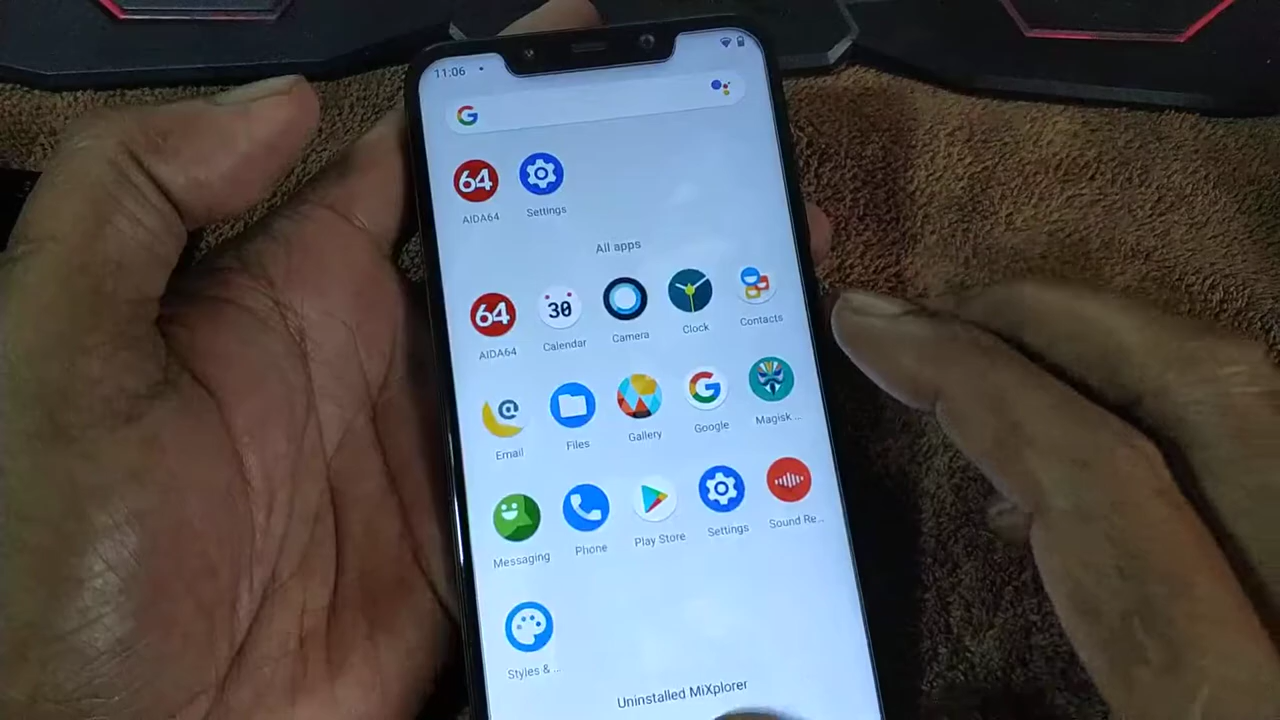 11:06
64
AIDA64 Settings
All apps
64 30
AIDA64 Calendar Camera Clock Contacts
@
Email Files Gallery Google Magisk ...
Messaging Phone Play Store Settings Sound Re...
Styles & ...
Uninstalled MiXplorer